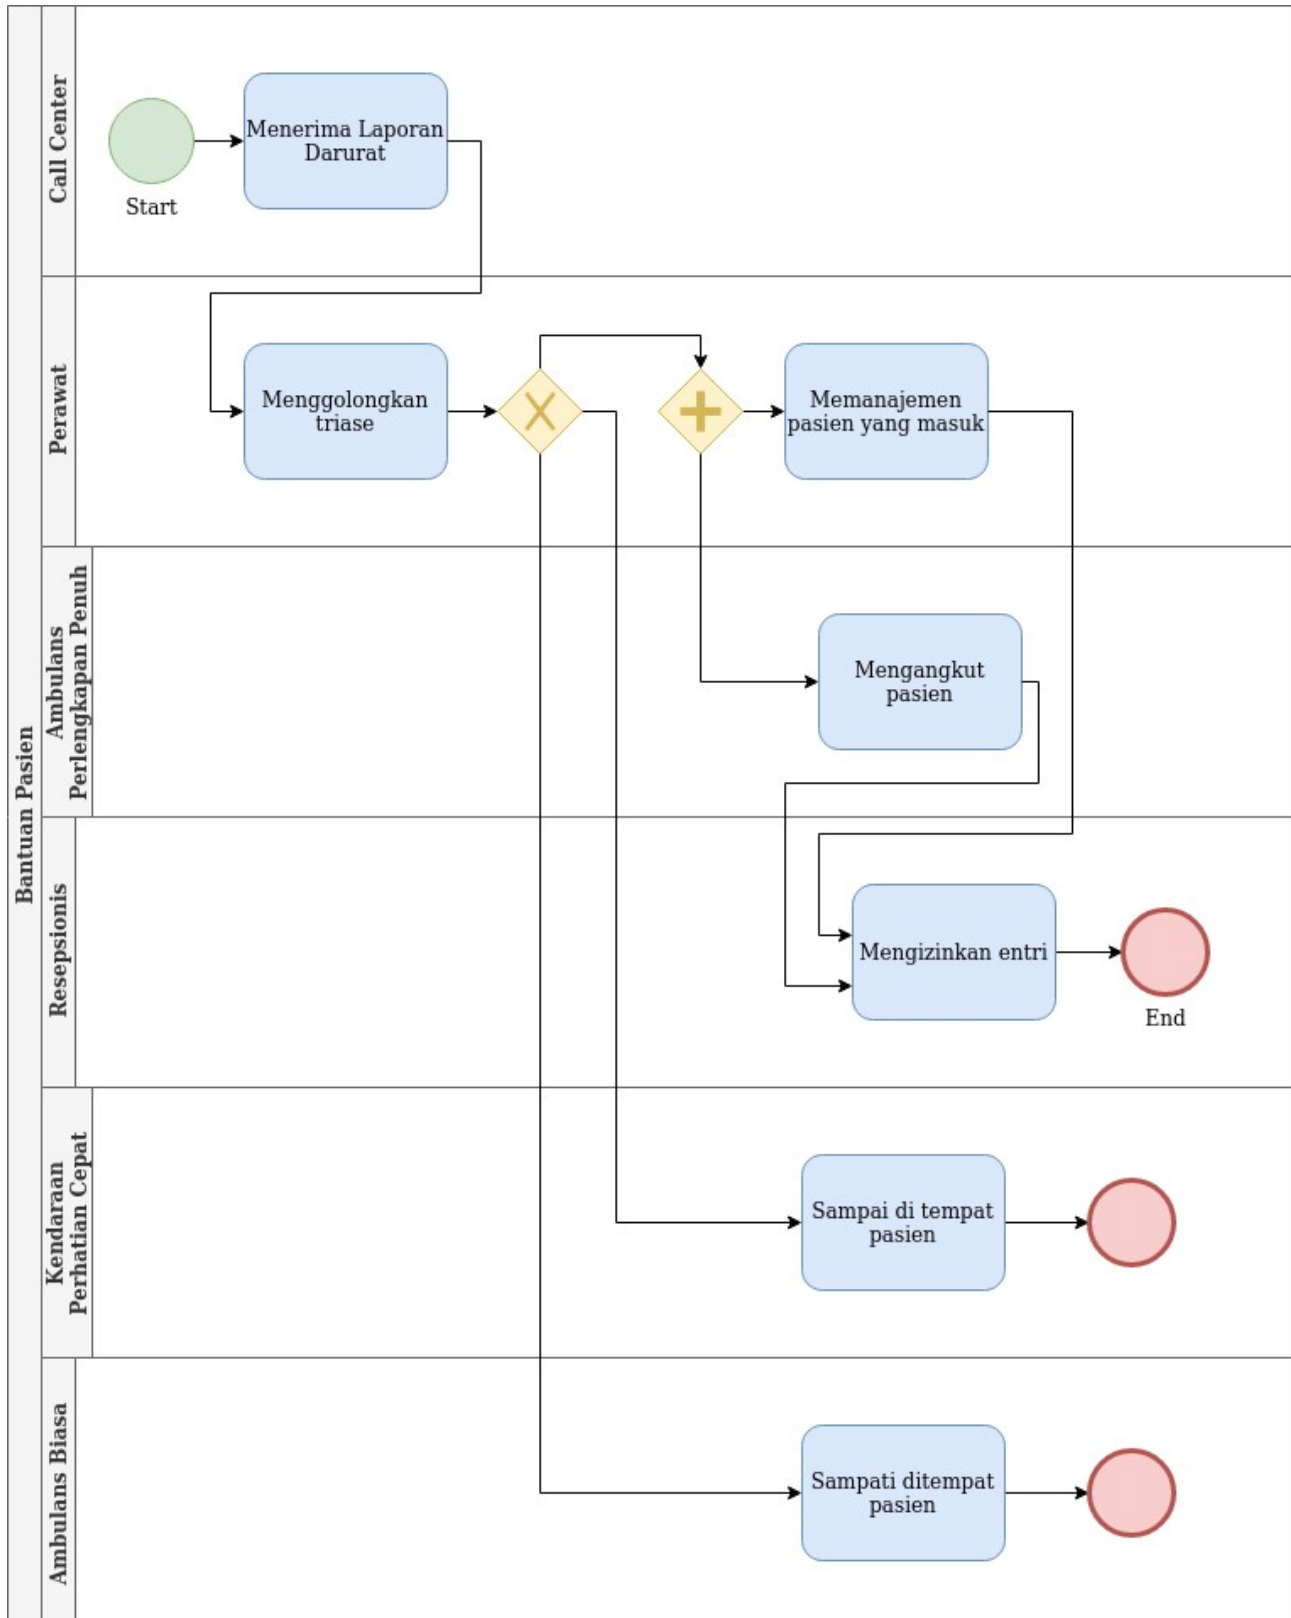 Bantuan Pasien
Call Center
Start
Menerima Laporan
Darurat
Perawat
Menggolongkan
triase
Memanajemen
pasien yang masuk
Ambulans
Perlengkapan Penuh
Mengangkut
pasien
Resepsionis
Mengizinkan entri
End
Kendaraan
Perhatian Cepat
Sampai di tempat
pasien
Ambulans Biasa
Sampati ditempat
pasien